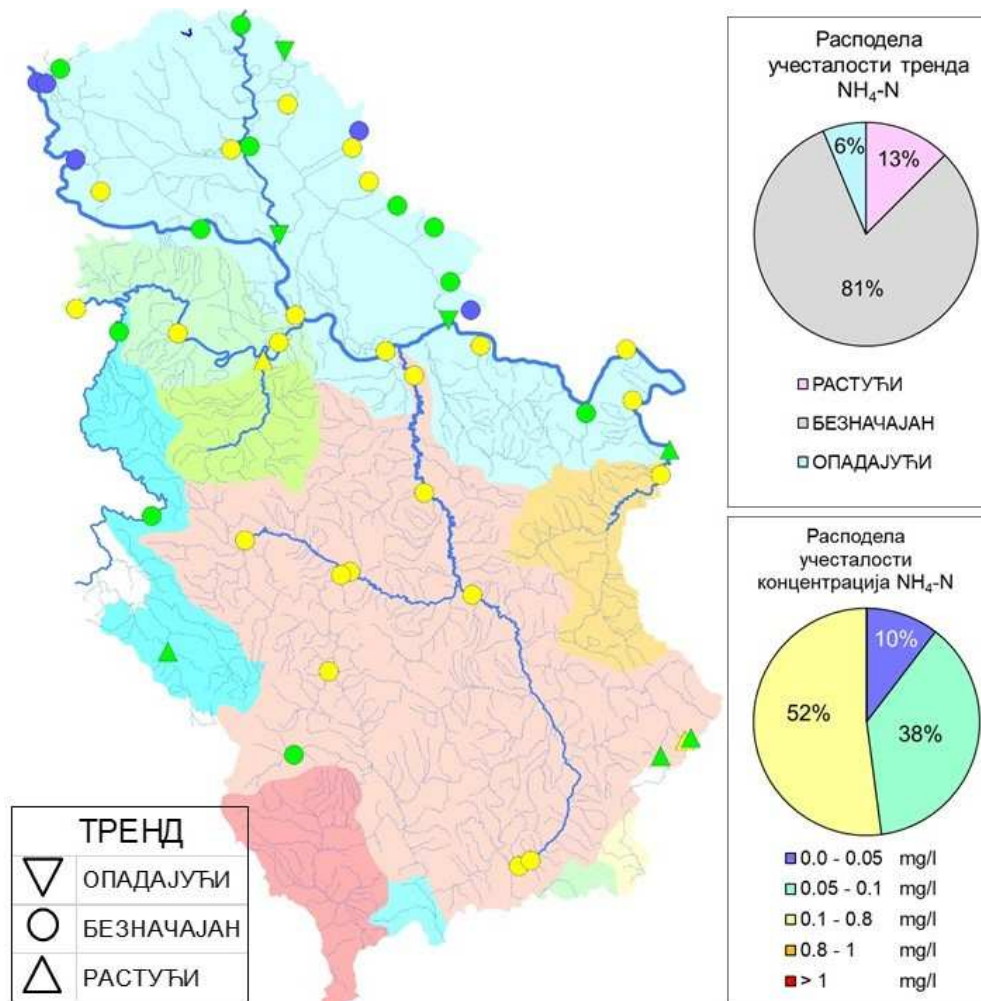 Расподела
учесталости тренда
NH₄-N
6%
13%
81%
РАСТУЋИ
БЕЗНАЧАЈАН
ОПАДАЈУЋИ
Расподела
учесталости
концентрација NH₄-N
10%
52%
38%
0.0 - 0.05 mg/l
0.05 - 0.1 mg/l
0.1 - 0.8 mg/l
0.8 - 1 mg/l
> 1 mg/l
ТРЕНД
ОПАДАЈУЋИ
БЕЗНАЧАЈАН
РАСТУЋИ